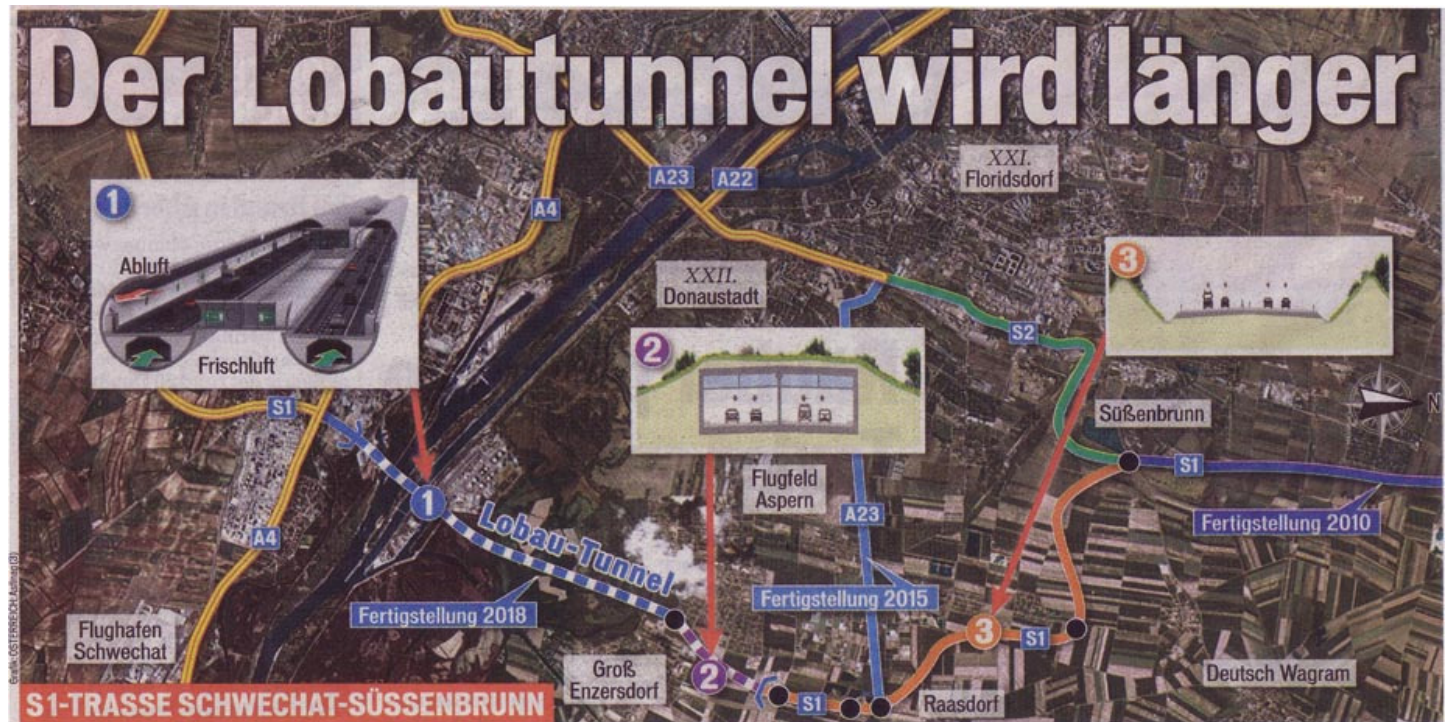 Der Lobautunnel wird länger
1
Abluft
Frischluft
A4
A23
A22
XXI.
Floridsdorf
XXII.
Donaustadt
2
3
S2
Süßenbrunn
N
S1
S1
Fertigstellung 2010
1
Lobau-Tunnel
Flugfeld
Aspern
A23
A4
Fertigstellung 2018
Fertigstellung 2015
3
S1
Flughafen
Schwechat
Groß
Enzersdorf
2
S1
Raasdorf
Deutsch Wagram
S1-TRASSE SCHWECHAT-SÜSSENBRUNN